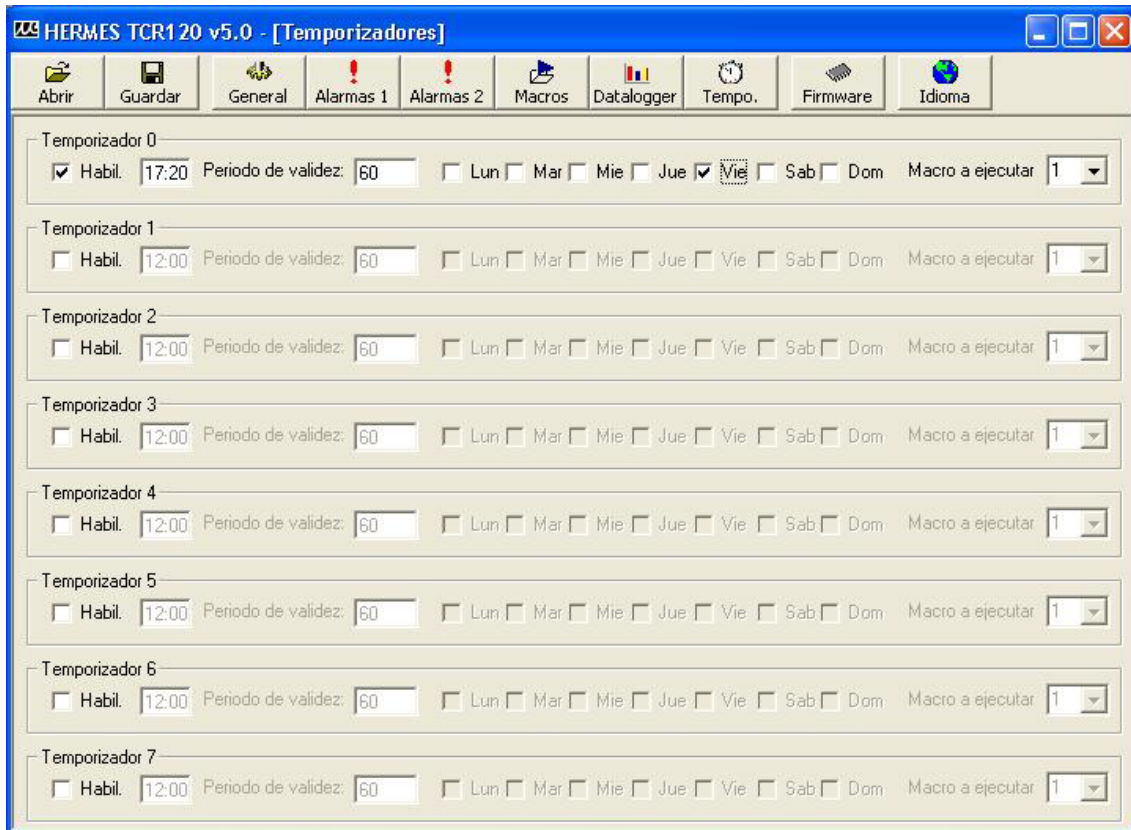 HERMES TCR120 v5.0 - [Temporizadores]
Abrir Guardar General Alarmas 1 Alarmas 2 Macros Datalogger Tempo. Firmware Idioma
Temporizador 0
Habil. 17:20 Periodo de validez: 60 Lun Mar Mie Jue Vie Sab Dom Macro a ejecutar 1
Temporizador 1
Habil. 12:00 Periodo de validez: 60 Lun Mar Mie Jue Vie Sab Dom Macro a ejecutar 1
Temporizador 2
Habil. 12:00 Periodo de validez: 60 Lun Mar Mie Jue Vie Sab Dom Macro a ejecutar 1
Temporizador 3
Habil. 12:00 Periodo de validez: 60 Lun Mar Mie Jue Vie Sab Dom Macro a ejecutar 1
Temporizador 4
Habil. 12:00 Periodo de validez: 60 Lun Mar Mie Jue Vie Sab Dom Macro a ejecutar 1
Temporizador 5
Habil. 12:00 Periodo de validez: 60 Lun Mar Mie Jue Vie Sab Dom Macro a ejecutar 1
Temporizador 6
Habil. 12:00 Periodo de validez: 60 Lun Mar Mie Jue Vie Sab Dom Macro a ejecutar 1
Temporizador 7
Habil. 12:00 Periodo de validez: 60 Lun Mar Mie Jue Vie Sab Dom Macro a ejecutar 1